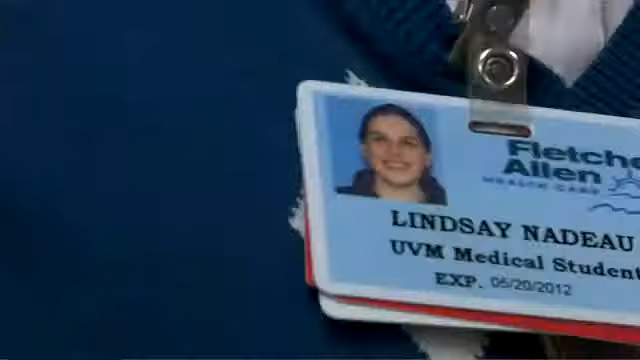 Fletche
Allen
HEALTH CARE
LINDSAY NADEAU
UVM Medical Student
EXP. 05/20/2012